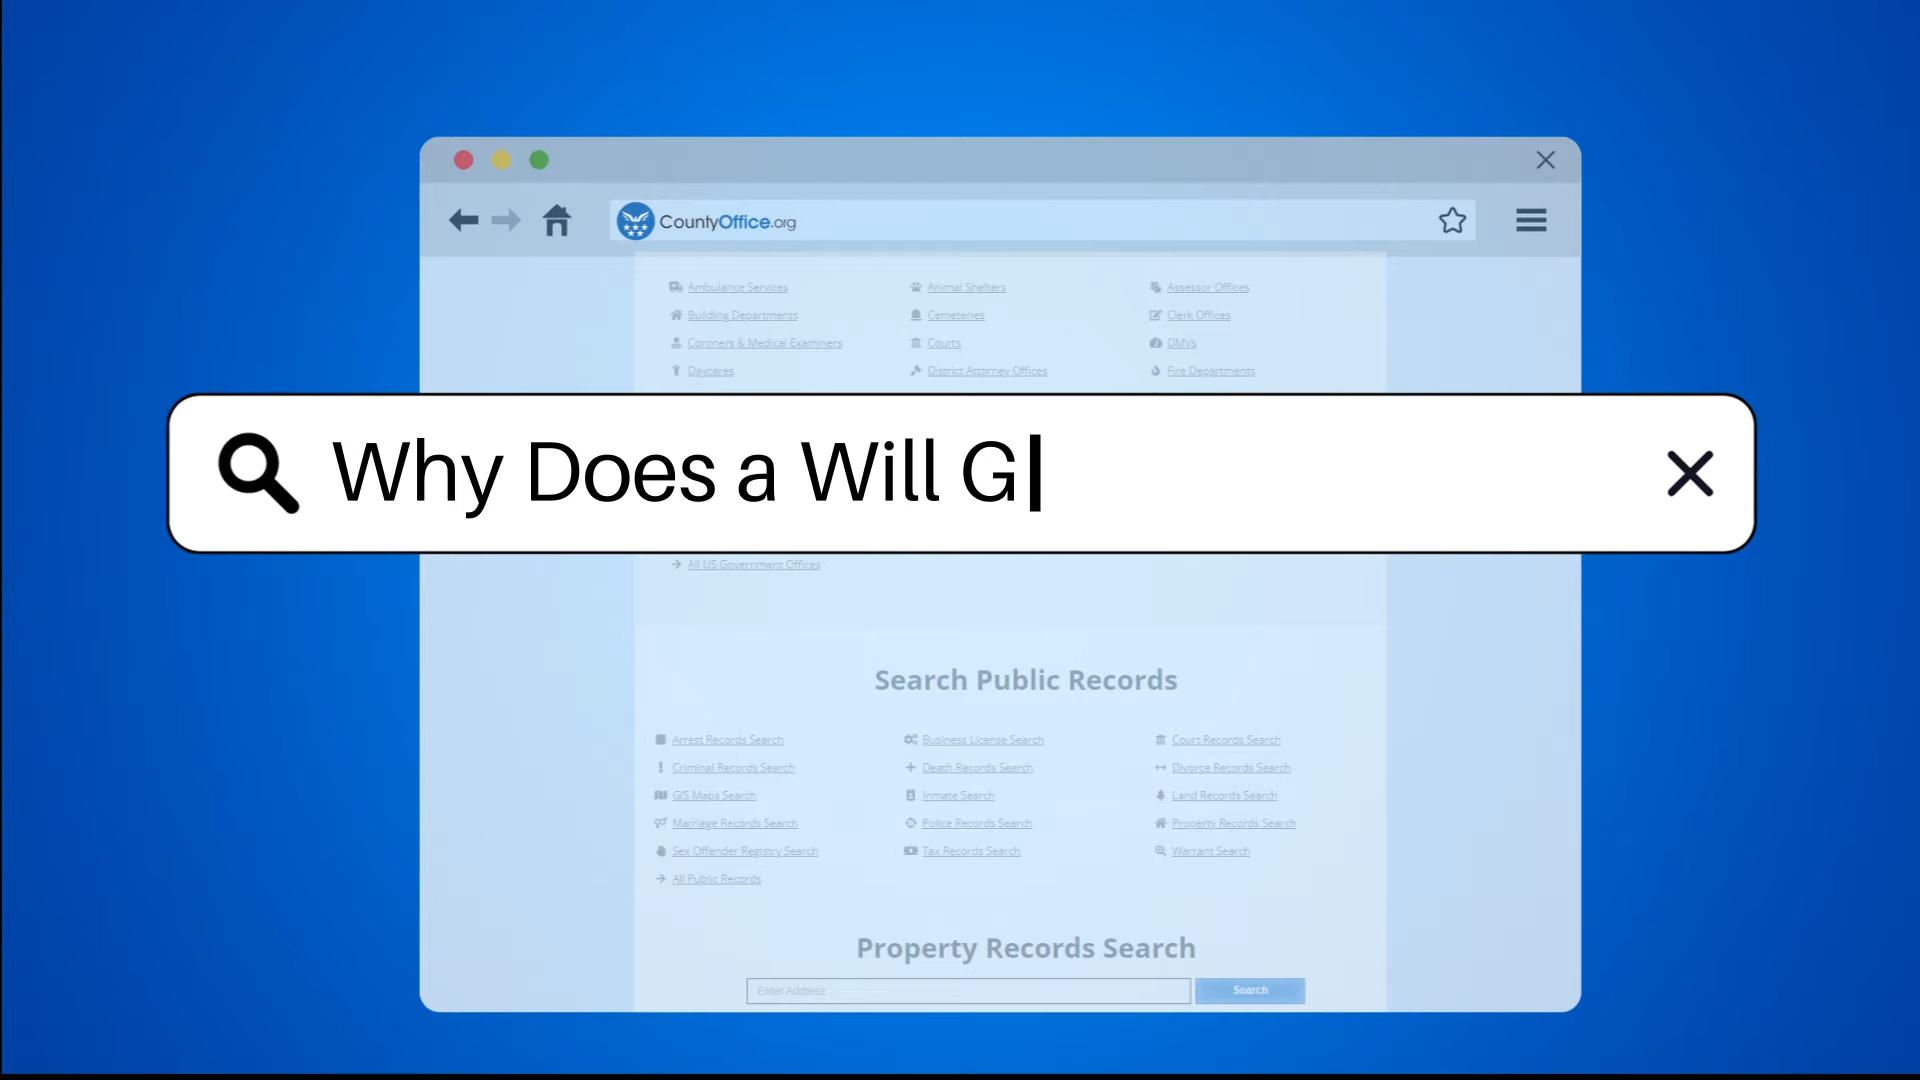 CountyOffice.org
Ambulance Services Animal Shelters Assessor Offices
Building Departments Cemeteries Clerk Offices
Coroners & Medical Examiners Courts DMVs
Daycares District Attorney Offices Fire Departments
Why Does a Will G
All US Government Offices
Search Public Records
Arrest Records Search Business License Search Court Records Search
Criminal Records Search Death Records Search Divorce Records Search
GIS Maps Search Inmate Search Land Records Search
Marriage Records Search Police Records Search Property Records Search
Sex Offender Registry Search Tax Records Search Warrant Search
All Public Records
Property Records Search
Enter Address Search